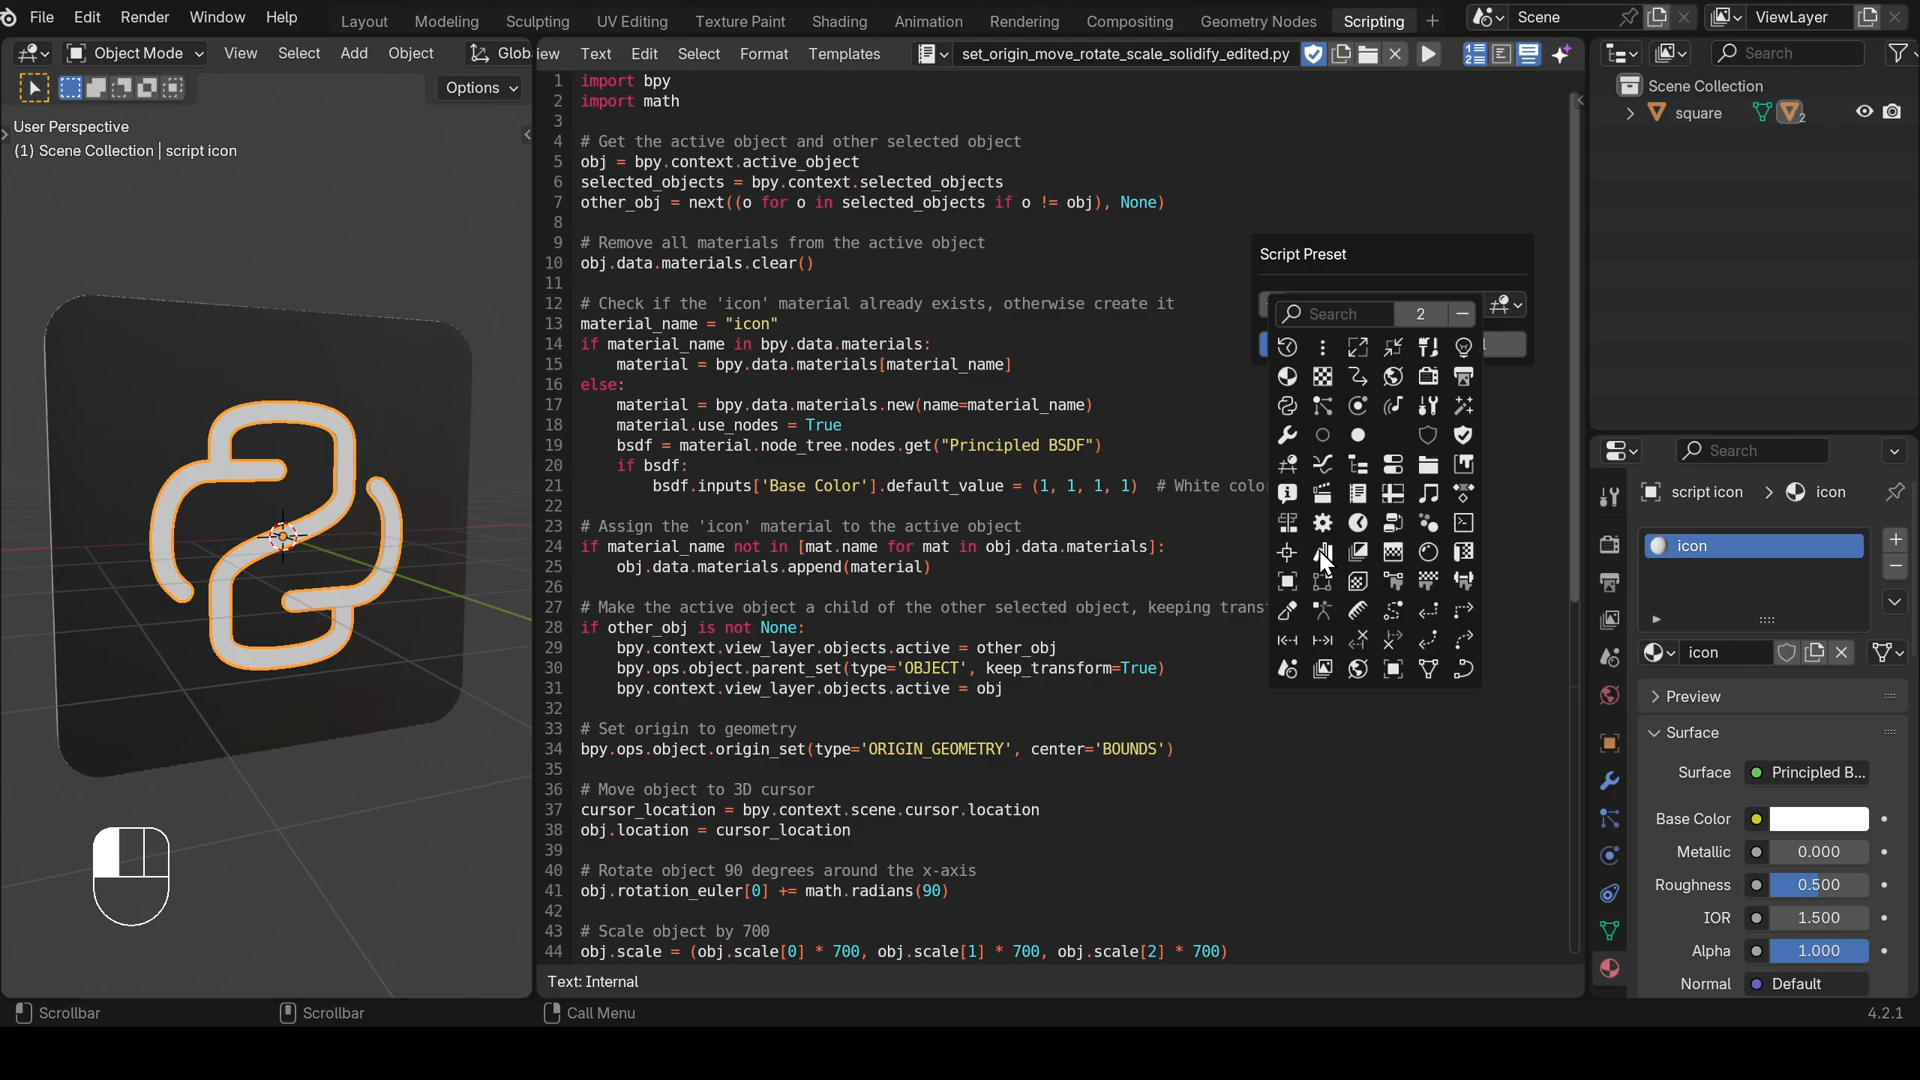 File Edit Render Window Help Layout Modeling Sculpting UV Editing Texture Paint Shading Animation Rendering Compositing Geometry Nodes Scripting Scene ViewLayer
Object Mode View Select Add Object Glob
iew Text Edit Select Format Templates set_origin_move_rotate_scale_solidify_edited.py
Search
Options
User Perspective
(1) Scene Collection | script icon
1 import bpy
2 import math
3
4 # Get the active object and other selected object
5 obj = bpy.context.active_object
6 selected_objects = bpy.context.selected_objects
7 other_obj = next((o for o in selected_objects if o != obj), None)
8
9 # Remove all materials from the active object
10 obj.data.materials.clear()
11
12 # Check if the 'icon' material already exists, otherwise create it
13 material_name = "icon"
14 if material_name in bpy.data.materials:
15 material = bpy.data.materials[material_name]
16 else:
17 material = bpy.data.materials.new(name=material_name)
18 material.use_nodes = True
19 bsdf = material.node_tree.nodes.get("Principled BSDF")
20 if bsdf:
21 bsdf.inputs['Base Color'].default_value = (1, 1, 1, 1) # White colo
22
23 # Assign the 'icon' material to the active object
24 if material_name not in [mat.name for mat in obj.data.materials]:
25 obj.data.materials.append(material)
26
27 # Make the active object a child of the other selected object, keeping transf
28 if other_obj is not None:
29 bpy.context.view_layer.objects.active = other_obj
30 bpy.ops.object.parent_set(type='OBJECT', keep_transform=True)
31 bpy.context.view_layer.objects.active = obj
32
33 # Set origin to geometry
34 bpy.ops.object.origin_set(type='ORIGIN_GEOMETRY', center='BOUNDS')
35
36 # Move object to 3D cursor
37 cursor_location = bpy.context.scene.cursor.location
38 obj.location = cursor_location
39
40 # Rotate object 90 degrees around the x-axis
41 obj.rotation_euler[0] += math.radians(90)
42
43 # Scale object by 700
44 obj.scale = (obj.scale[0] * 700, obj.scale[1] * 700, obj.scale[2] * 700)
Text: Internal
Script Preset
Search 2
Scene Collection
square 2
Search
script icon icon
icon
icon
Preview
Surface
Surface Principled B...
Base Color
Metallic 0.000
Roughness 0.500
IOR 1.500
Alpha 1.000
Normal Default
Scrollbar Scrollbar Call Menu 4.2.1